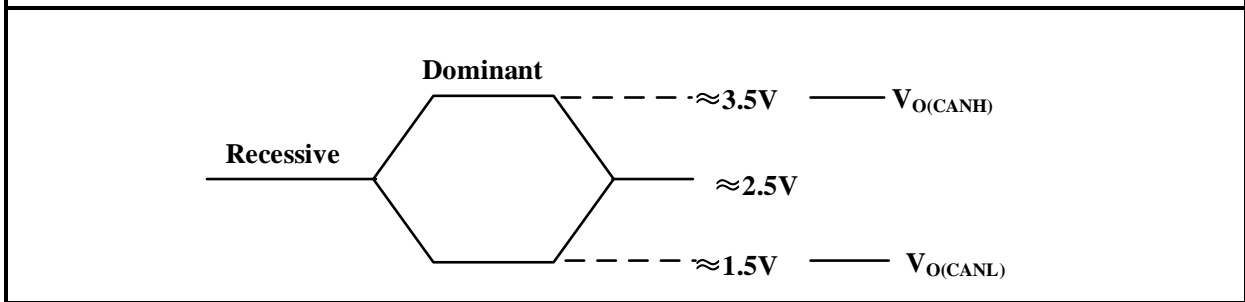 Dominant
≈3.5V V_O(CANH)
Recessive
≈2.5V
≈1.5V V_O(CANL)